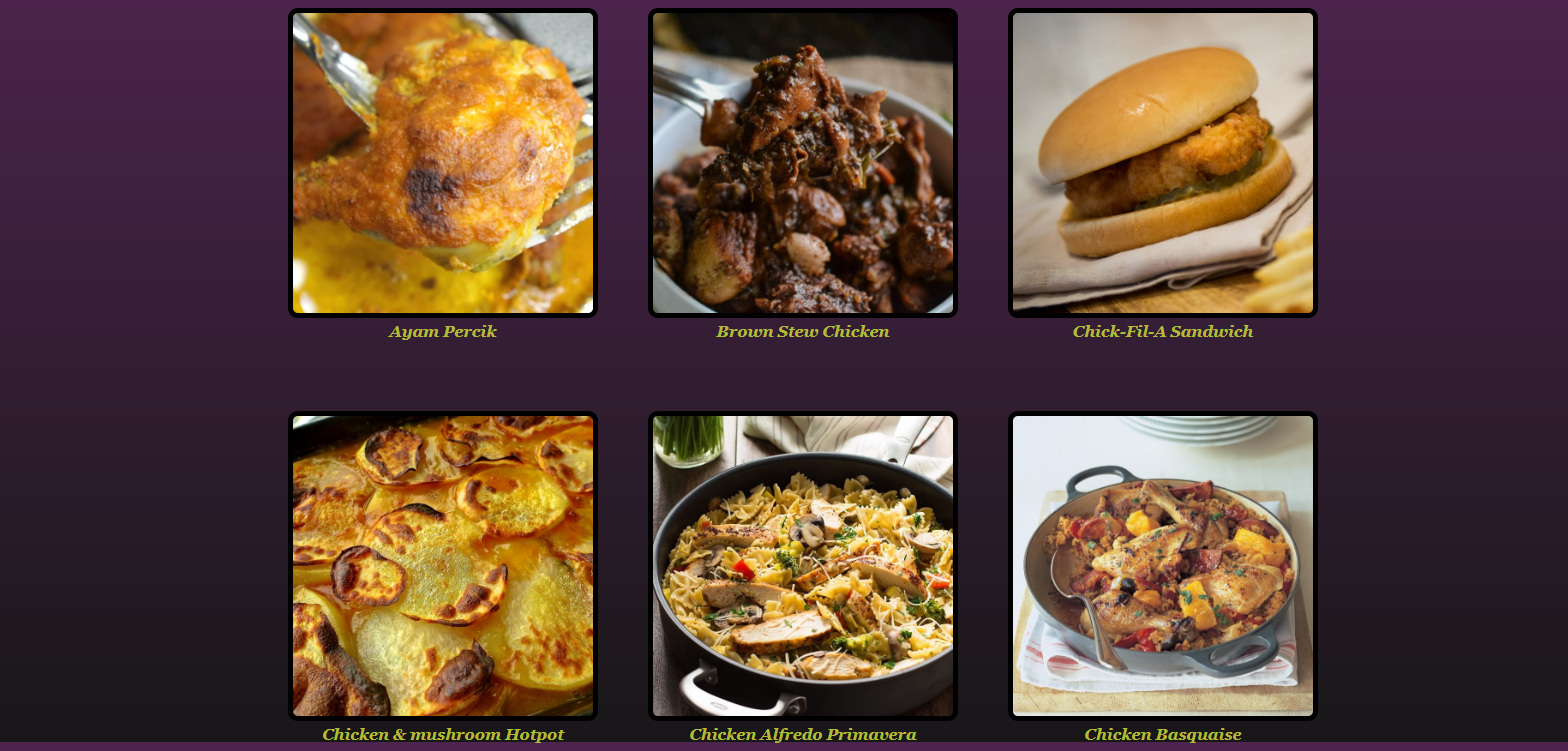 Ayam Percik
Brown Stew Chicken
Chick-Fil-A Sandwich
Chicken & mushroom Hotpot
Chicken Alfredo Primavera
Chicken Basquaise